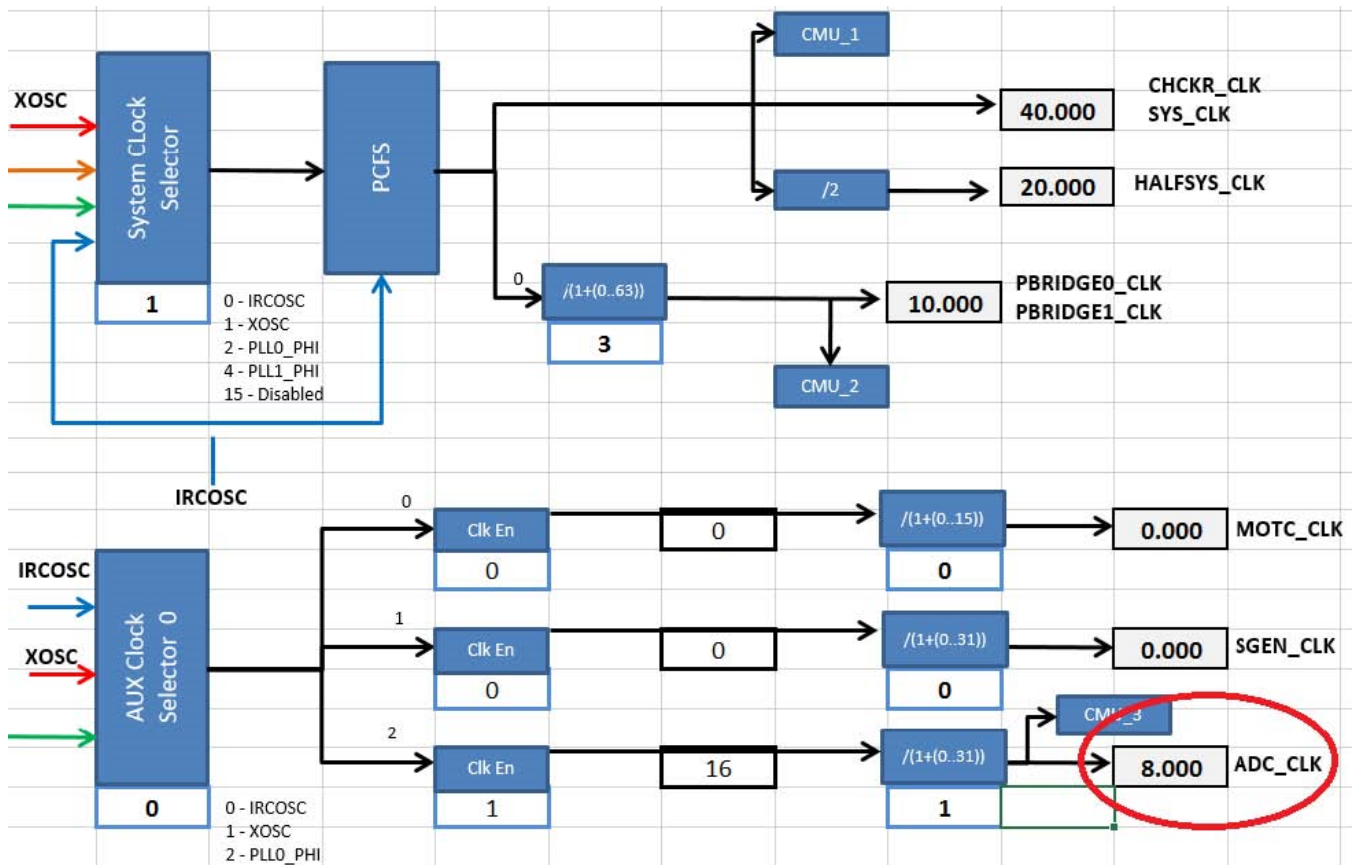 CMU_1
XOSC
System CLock
Selector
PCFS
40.000
CHCKR_CLK
SYS_CLK
/2
20.000
HALFSYS_CLK
1
0 - IRCOSC
1 - XOSC
2 - PLL0_PHI
4 - PLL1_PHI
15 - Disabled
0
/(1+(0..63))
3
10.000
PBRIDGE0_CLK
PBRIDGE1_CLK
CMU_2
IRCOSC
0
Clk En
0
0
/(1+(0..15))
0
0.000
MOTC_CLK
IRCOSC
XOSC
AUX Clock
Selector 0
1
Clk En
0
0
/(1+(0..31))
0
0.000
SGEN_CLK
2
Clk En
1
16
/(1+(0..31))
1
CMU_3
8.000
ADC_CLK
0
0 - IRCOSC
1 - XOSC
2 - PLL0_PHI